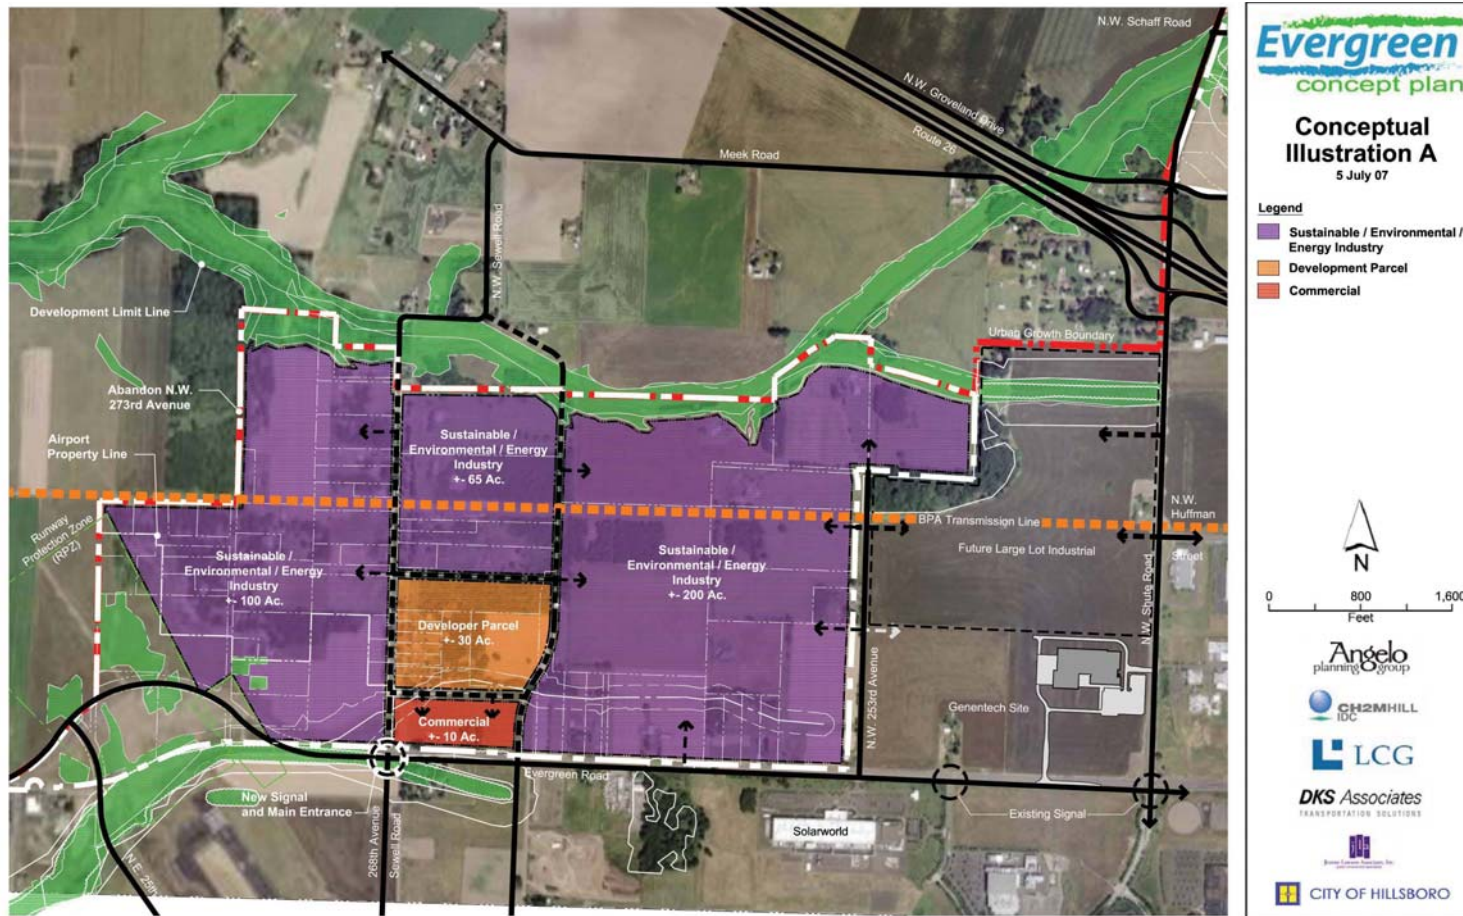 N.W. Schaff Road
N.W. Groveland Drive
Route 26
Meek Road
N.W. Sewell Road
Development Limit Line
Urban Growth Boundary
Abandon N.W.
273rd Avenue
Airport
Property Line
Sustainable /
Environmental / Energy
Industry
+- 65 Ac.
Runway
Protection Zone
(RPZ)
BPA Transmission Line
N.W.
Huffman
Street
Future Large Lot Industrial
Sustainable /
Environmental / Energy
Industry
+- 100 Ac.
Sustainable /
Environmental / Energy
Industry
+- 200 Ac.
Developer Parcel
+- 30 Ac.
N.W. Shute Road
N.W. 253rd Avenue
Genentech Site
Commercial
+- 10 Ac.
Evergreen Road
New Signal
and Main Entrance
Existing Signal
Solarworld
268th Avenue
Sewell Road
N.E. 25th
Evergreen
concept plan
Conceptual
Illustration A
5 July 07
Legend
Sustainable / Environmental /
Energy Industry
Development Parcel
Commercial
N
0 800 1,600
Feet
Angelo
planning group
CH2MHILL
IDC
LCG
DKS Associates
TRANSPORTATION SOLUTIONS
CITY OF HILLSBORO